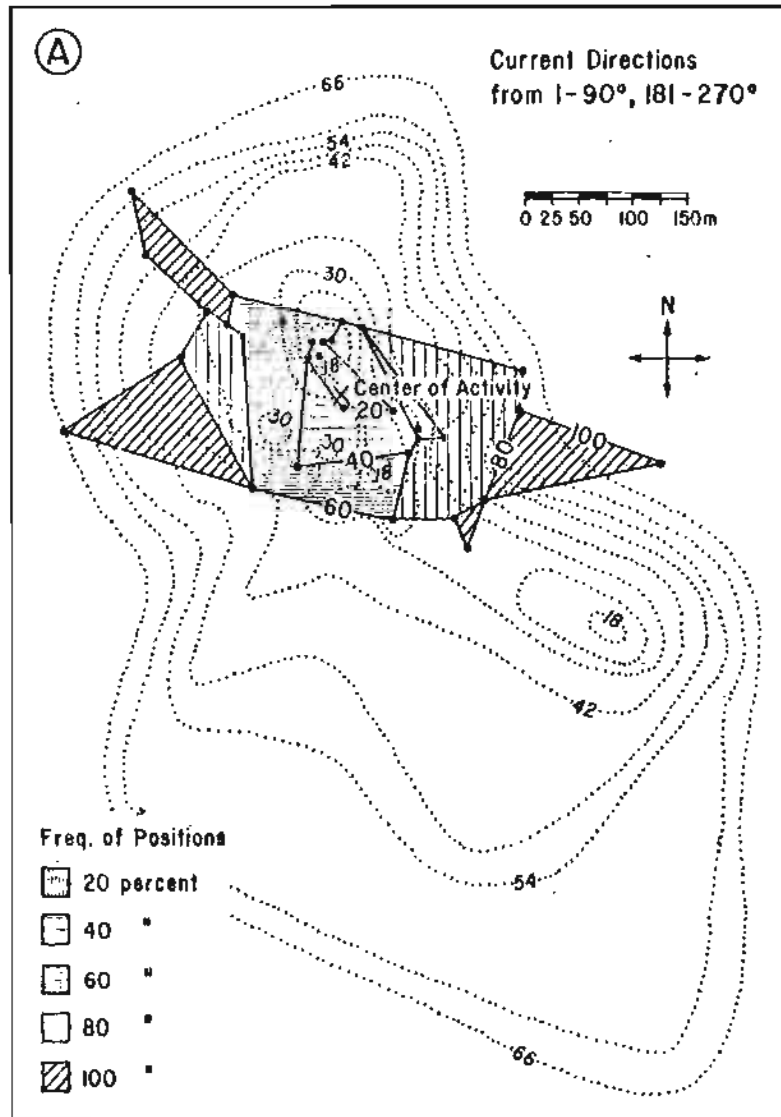 A
Current Directions
from 1-90°, 181-270°
66
54
42
0 25 50 100 150m
30
N
18
Center of Activity
20
30
30
40
18
80
100
60
18
42
Freq. of Positions
20 percent
40 "
60 "
80 "
100 "
54
66